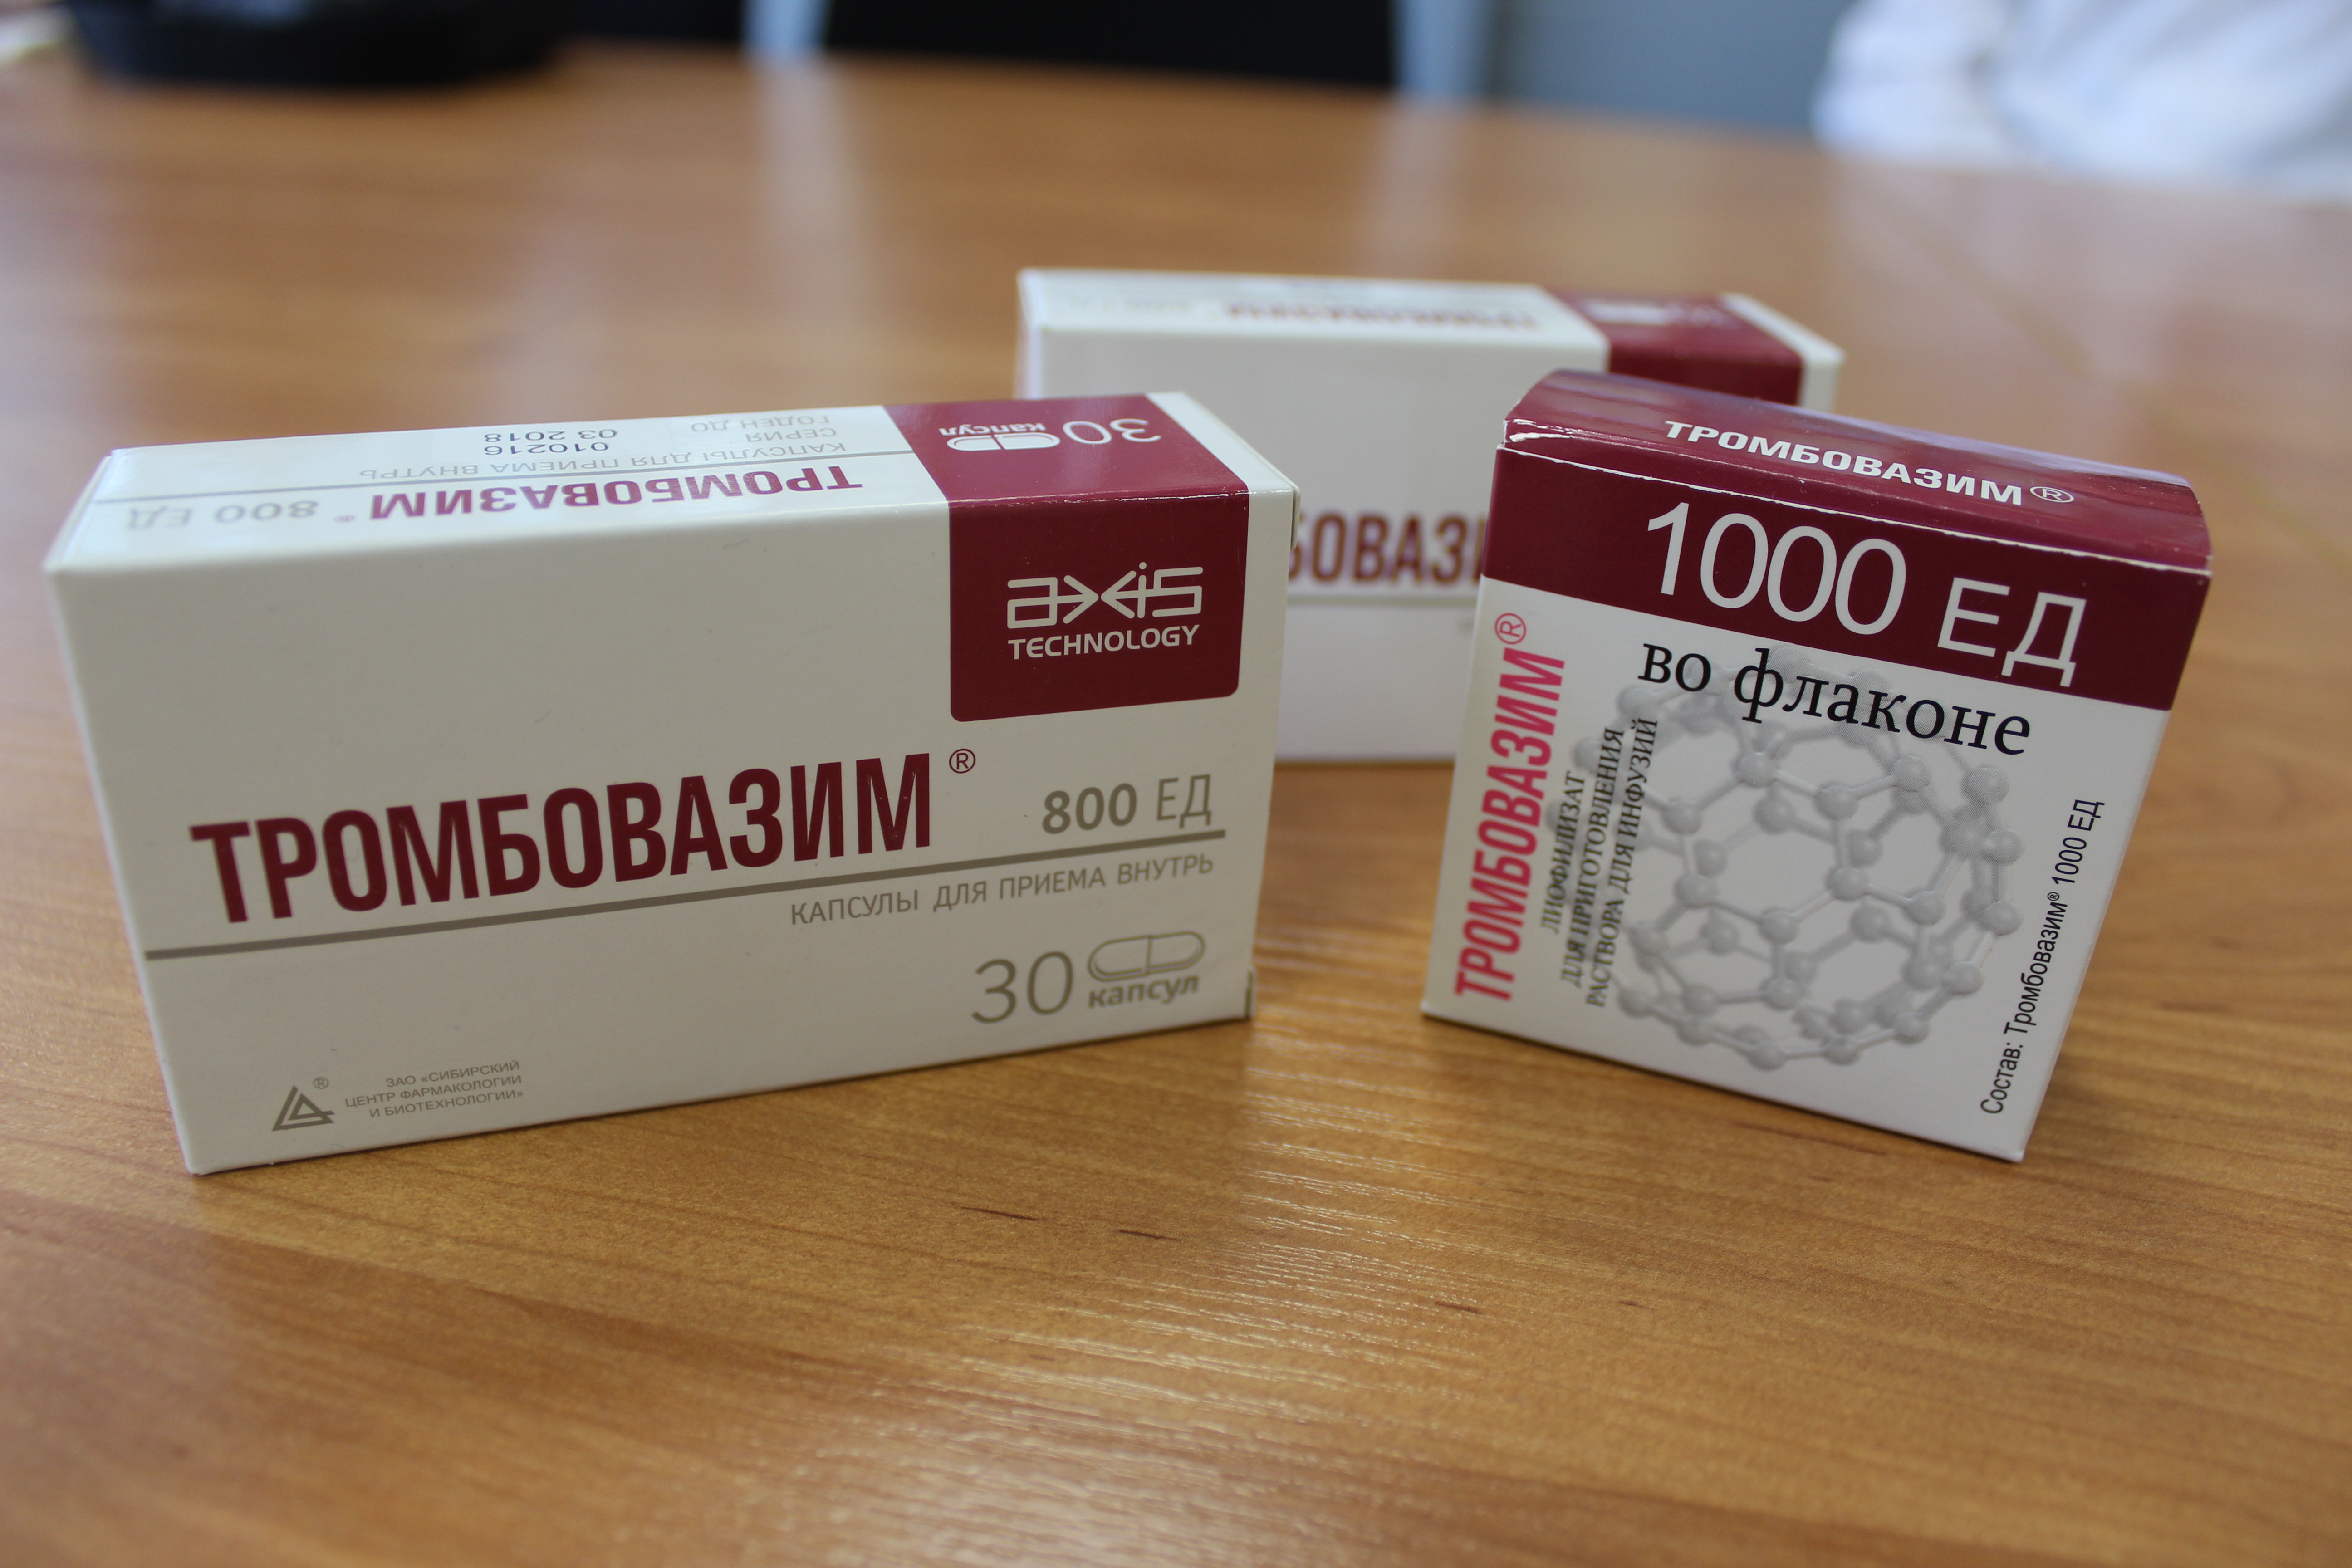 30 капсул
КАПСУЛЫ ДЛЯ ПРИЕМА ВНУТРЬ
СЕРИЯ 010216
ГОДЕН ДО 03 2018
ТРОМБОВАЗИМ® 800 ЕД
axis
TECHNOLOGY
ТРОМБОВАЗИМ® 800 ЕД
КАПСУЛЫ ДЛЯ ПРИЕМА ВНУТРЬ
30 капсул
®
ЗАО «СИБИРСКИЙ
ЦЕНТР ФАРМАКОЛОГИИ
И БИОТЕХНОЛОГИИ»
ТРОМБОВАЗИМ®
1000 ЕД
во флаконе
ТРОМБОВАЗИМ®
ЛИОФИЛИЗАТ
ДЛЯ ПРИГОТОВЛЕНИЯ
РАСТВОРА ДЛЯ ИНФУЗИЙ
Состав: Тромбовазим® 1000 ЕД